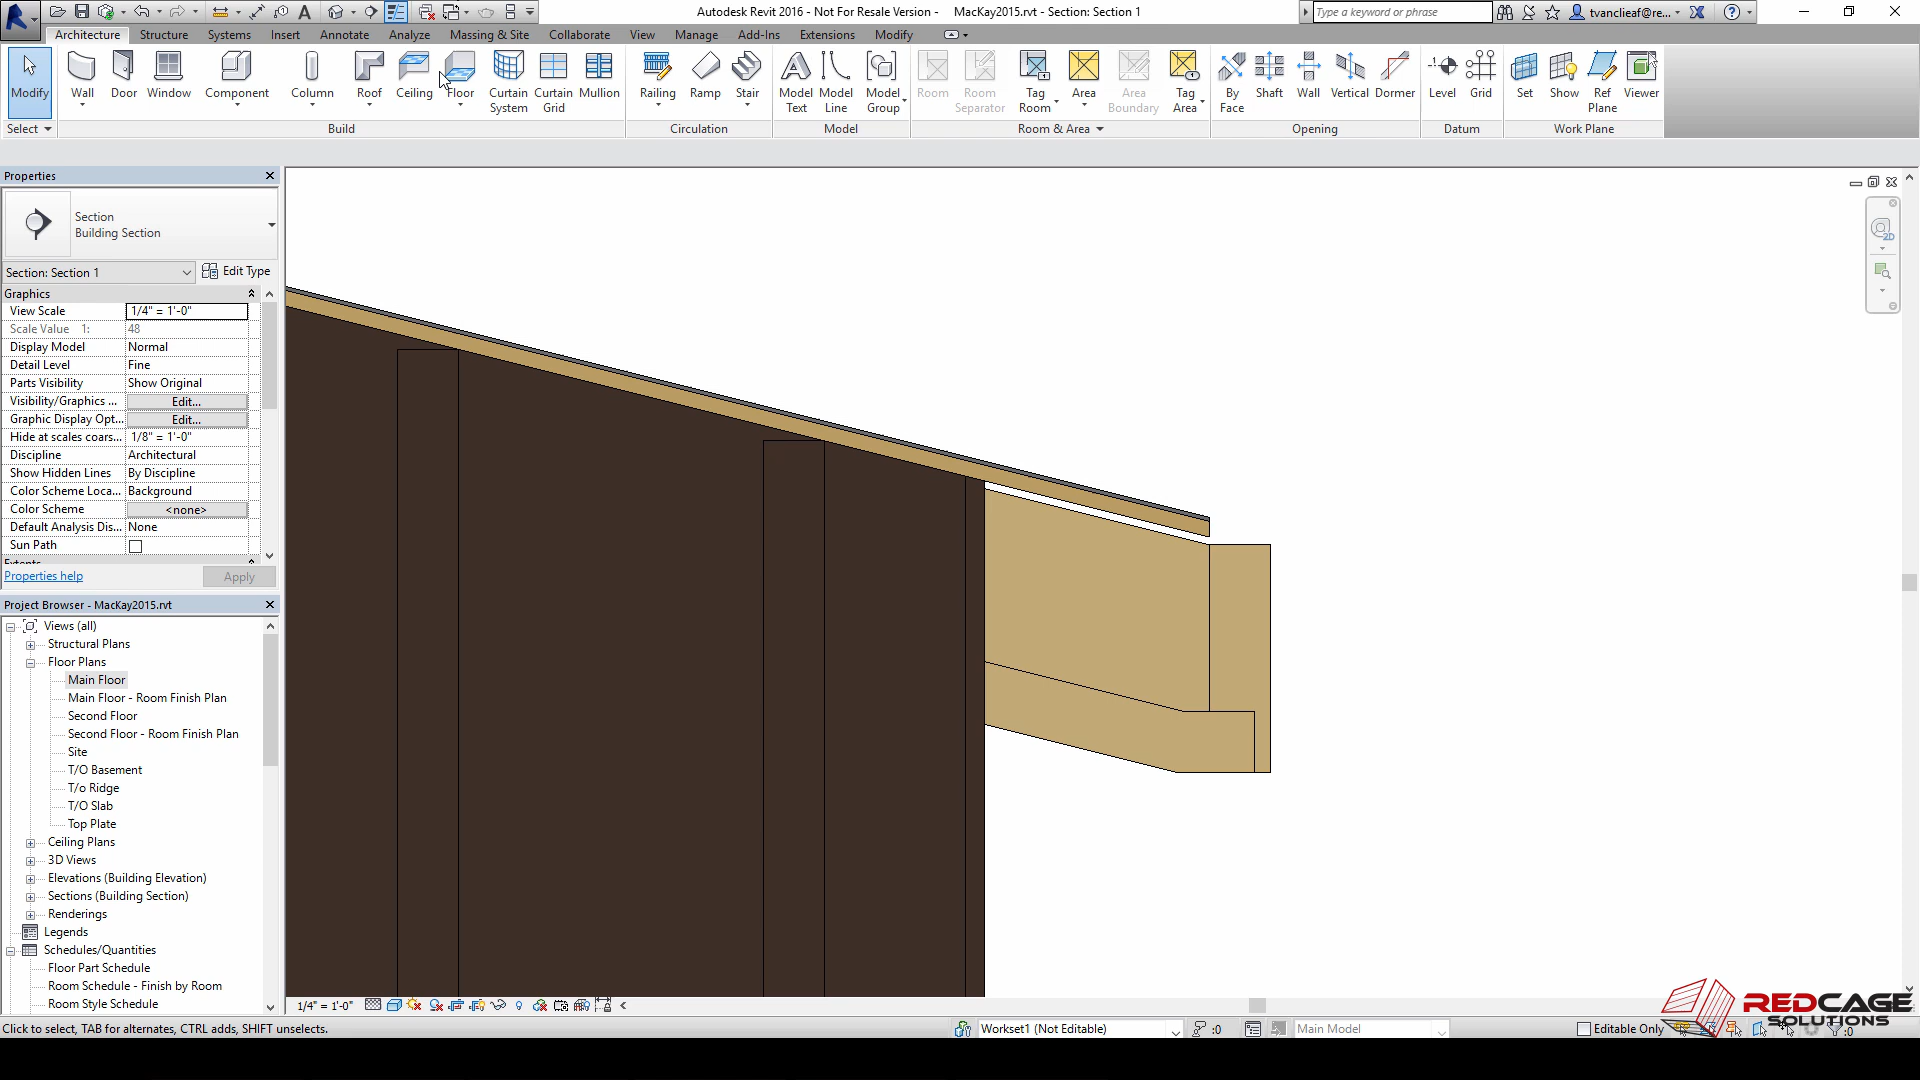 Autodesk Revit 2016 - Not For Resale Version - MacKay2015.rvt - Section: Section 1
Type a keyword or phrase
tvanclieaf@re...
Architecture Structure Systems Insert Annotate Analyze Massing & Site Collaborate View Manage Add-Ins Extensions Modify
Modify Wall Door Window Component Column Roof Ceiling Floor Curtain System Curtain Grid Mullion Railing Ramp Stair Model Text Model Line Model Group Room Room Separator Tag Room Area Area Boundary Tag Area By Face Shaft Wall Vertical Dormer Level Grid Set Show Ref Plane Viewer
Select Build Circulation Model Room & Area Opening Datum Work Plane
Properties
Section
Building Section
Section: Section 1 Edit Type
Graphics
View Scale 1/4" = 1'-0"
Scale Value 1: 48
Display Model Normal
Detail Level Fine
Parts Visibility Show Original
Visibility/Graphics ... Edit...
Graphic Display Opt... Edit...
Hide at scales coars... 1/8" = 1'-0"
Discipline Architectural
Show Hidden Lines By Discipline
Color Scheme Loca... Background
Color Scheme <none>
Default Analysis Dis... None
Sun Path
Properties help Apply
Project Browser - MacKay2015.rvt
Views (all)
Structural Plans
Floor Plans
Main Floor
Main Floor - Room Finish Plan
Second Floor
Second Floor - Room Finish Plan
Site
T/O Basement
T/o Ridge
T/O Slab
Top Plate
Ceiling Plans
3D Views
Elevations (Building Elevation)
Sections (Building Section)
Renderings
Legends
Schedules/Quantities
Floor Part Schedule
Room Schedule - Finish by Room
Room Style Schedule
2D
1/4" = 1'-0"
Click to select, TAB for alternates, CTRL adds, SHIFT unselects.
Workset1 (Not Editable)
:0
Main Model
Editable Only
:0
REDCAGE
SOLUTIONS